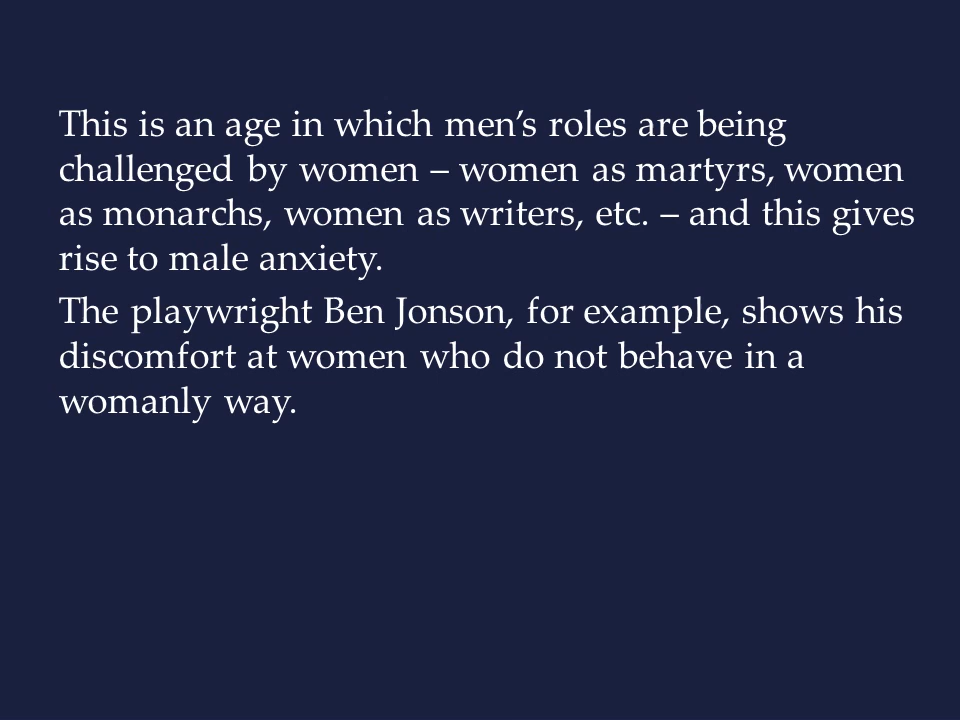 This is an age in which men’s roles are being
challenged by women – women as martyrs, women
as monarchs, women as writers, etc. – and this gives
rise to male anxiety.
The playwright Ben Jonson, for example, shows his
discomfort at women who do not behave in a
womanly way.